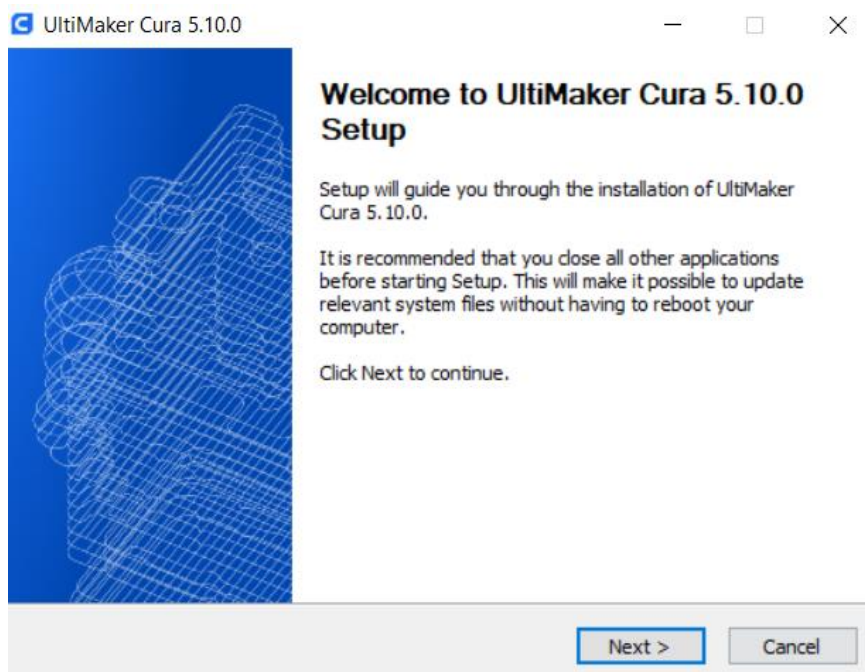 UltiMaker Cura 5.10.0
Welcome to UltiMaker Cura 5.10.0
Setup
Setup will guide you through the installation of UltiMaker
Cura 5.10.0.
It is recommended that you close all other applications
before starting Setup. This will make it possible to update
relevant system files without having to reboot your
computer.
Click Next to continue.
Next >
Cancel